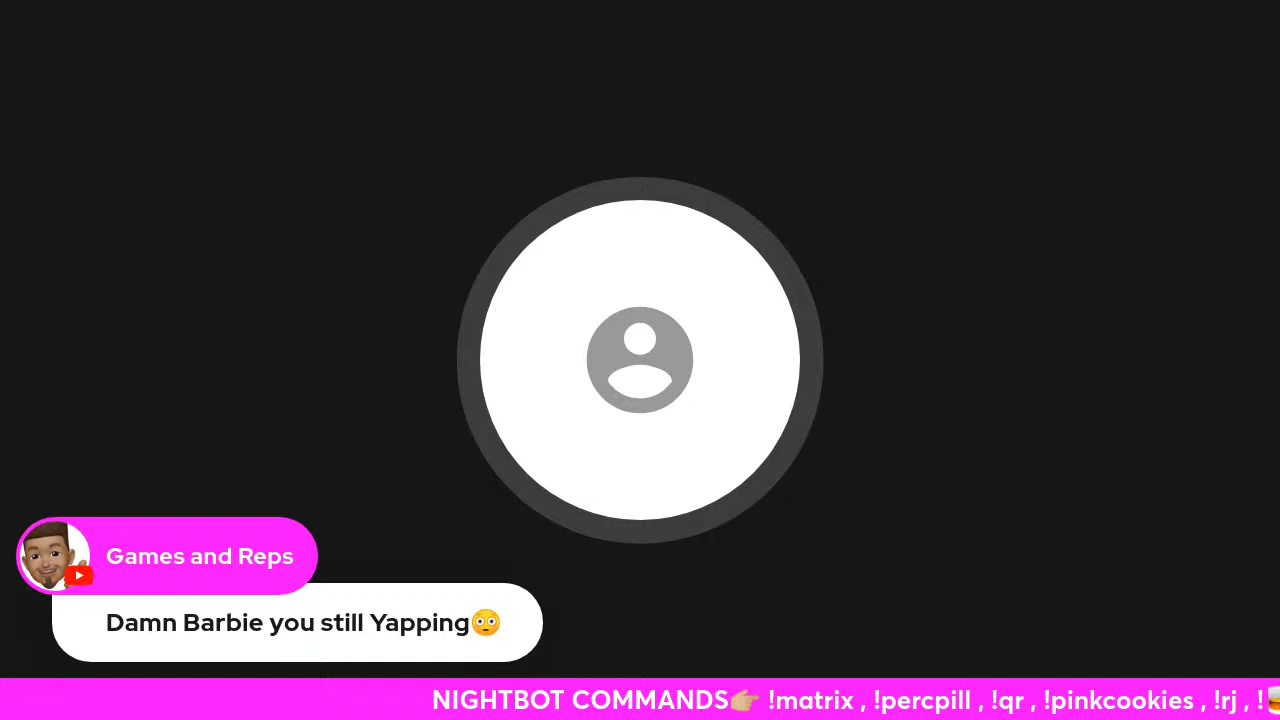 Games and Reps
Damn Barbie you still Yapping😳
NIGHTBOT COMMANDS👉🏼 !matrix , !percpill , !qr , !pinkcookies , !rj , !🥃